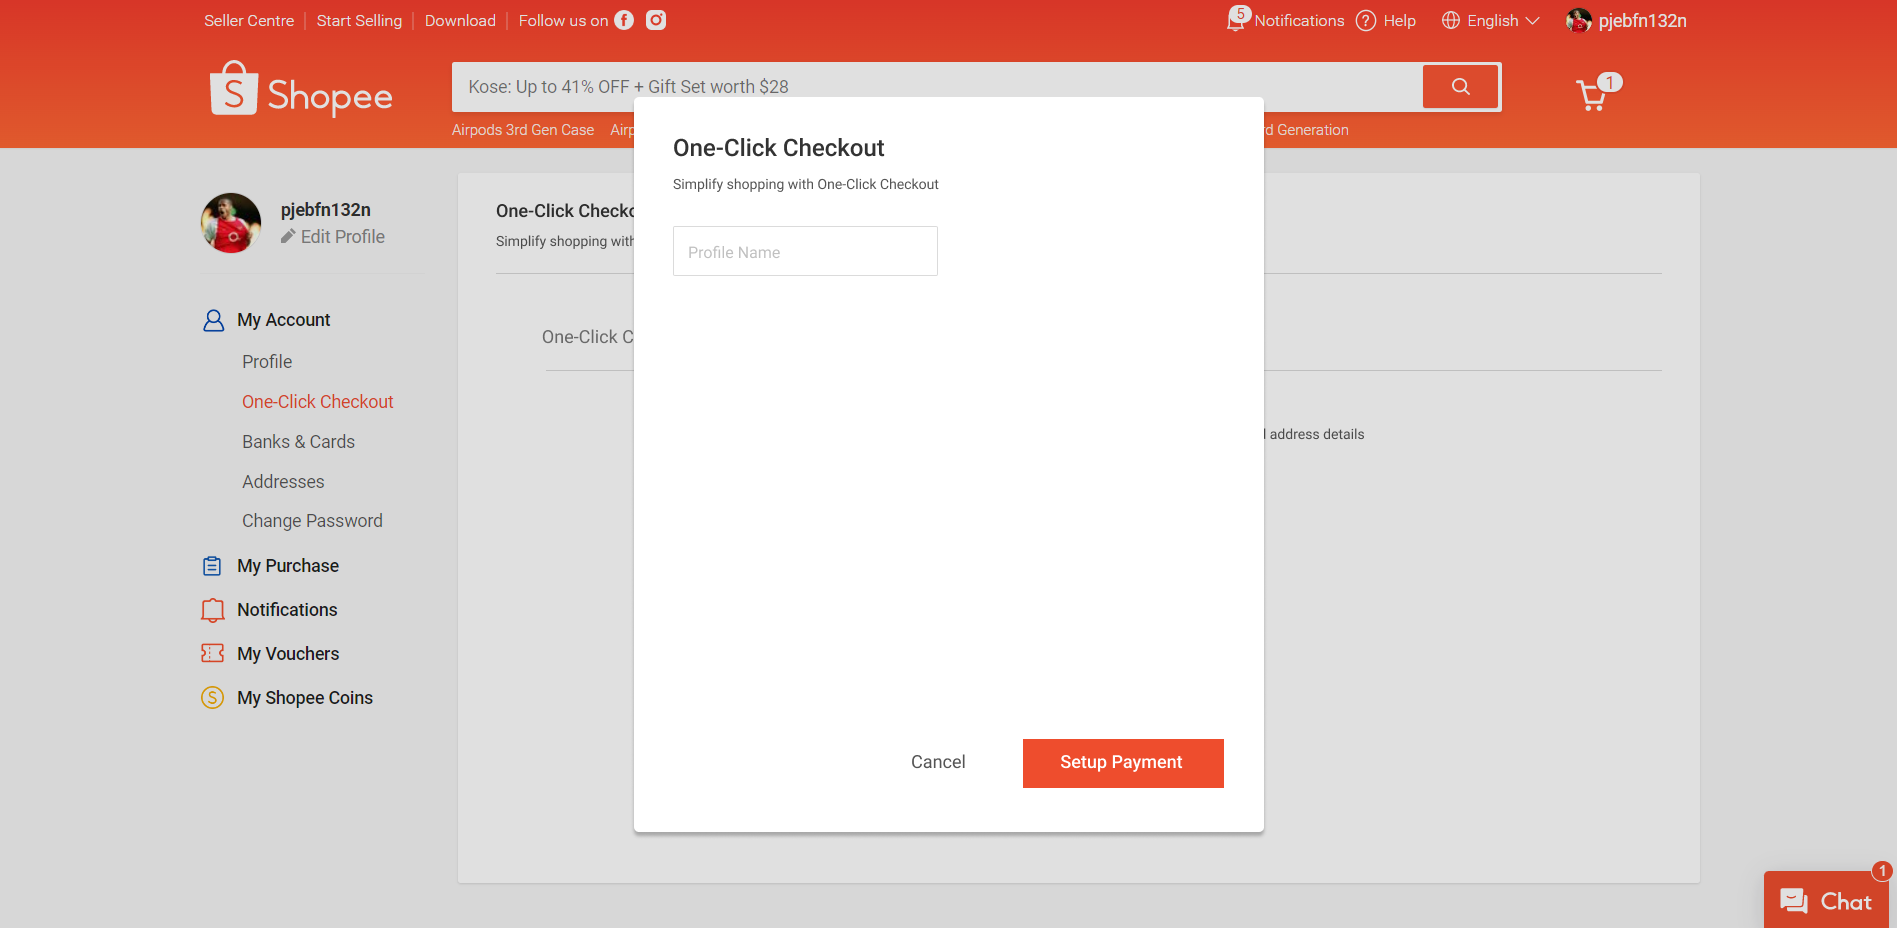 Seller Centre Start Selling Download Follow us on
5 Notifications Help English pjebfn132n
Shopee
Kose: Up to 41% OFF + Gift Set worth $28
1
Airpods 3rd Gen Case
Generation
One-Click Checkout
Simplify shopping with One-Click Checkout
Profile Name
Cancel
Setup Payment
pjebfn132n
Edit Profile
My Account
Profile
One-Click Checkout
Banks & Cards
Addresses
Change Password
My Purchase
Notifications
My Vouchers
S My Shopee Coins
One-Click
Simplify shopping
One-Click
address details
1
Chat